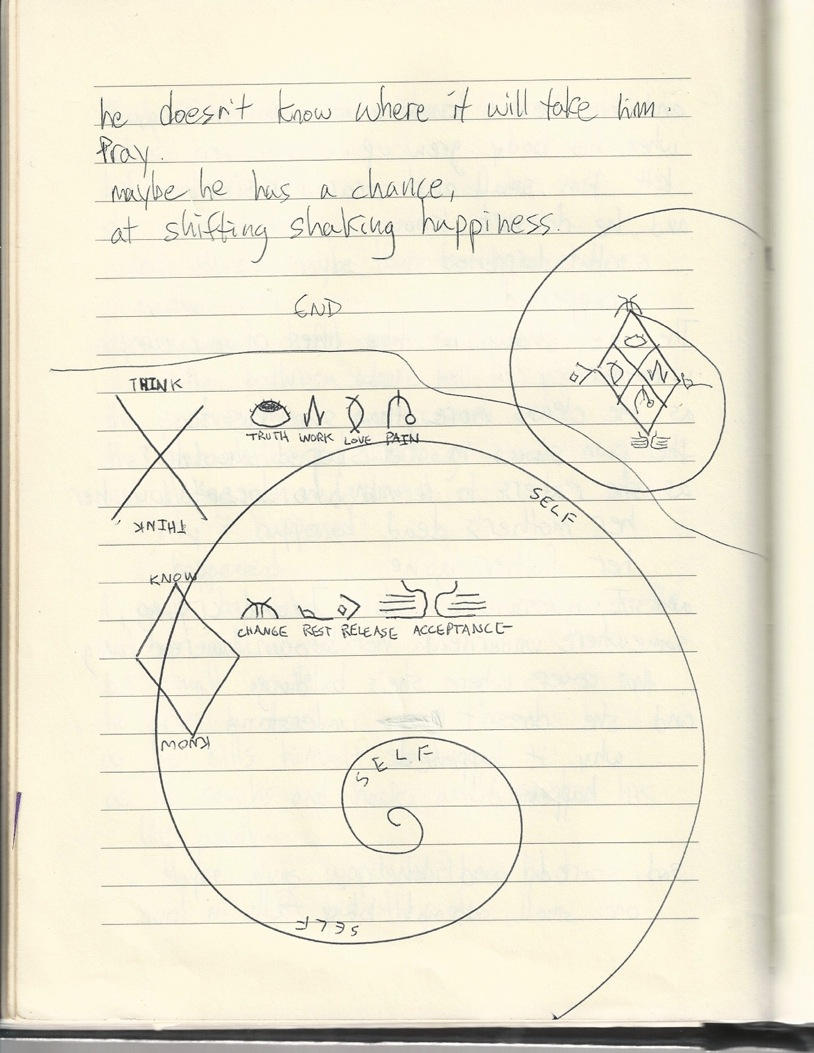 he doesn't know where it will take him.
Pray.
maybe he has a chance,
at shifting shaking happiness.
END
THINK
TRUTH WORK LOVE PAIN
THINK
SELF
KNOW
CHANGE REST RELEASE ACCEPTANCE
KNOW
SELF
SELF